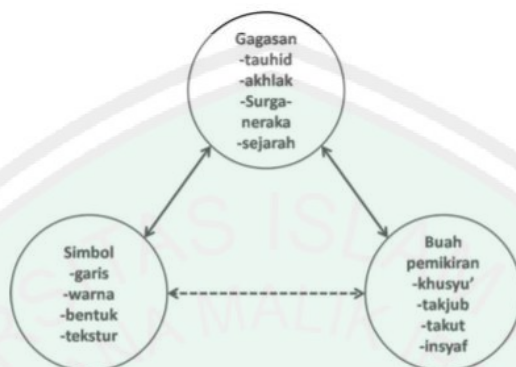 Gagasan
-tauhid
-akhlak
-Surga-
neraka
-sejarah
Simbol
-garis
-warna
-bentuk
-tekstur
Buah
pemikiran
-khusyu'
-takjub
-takut
-insyaf